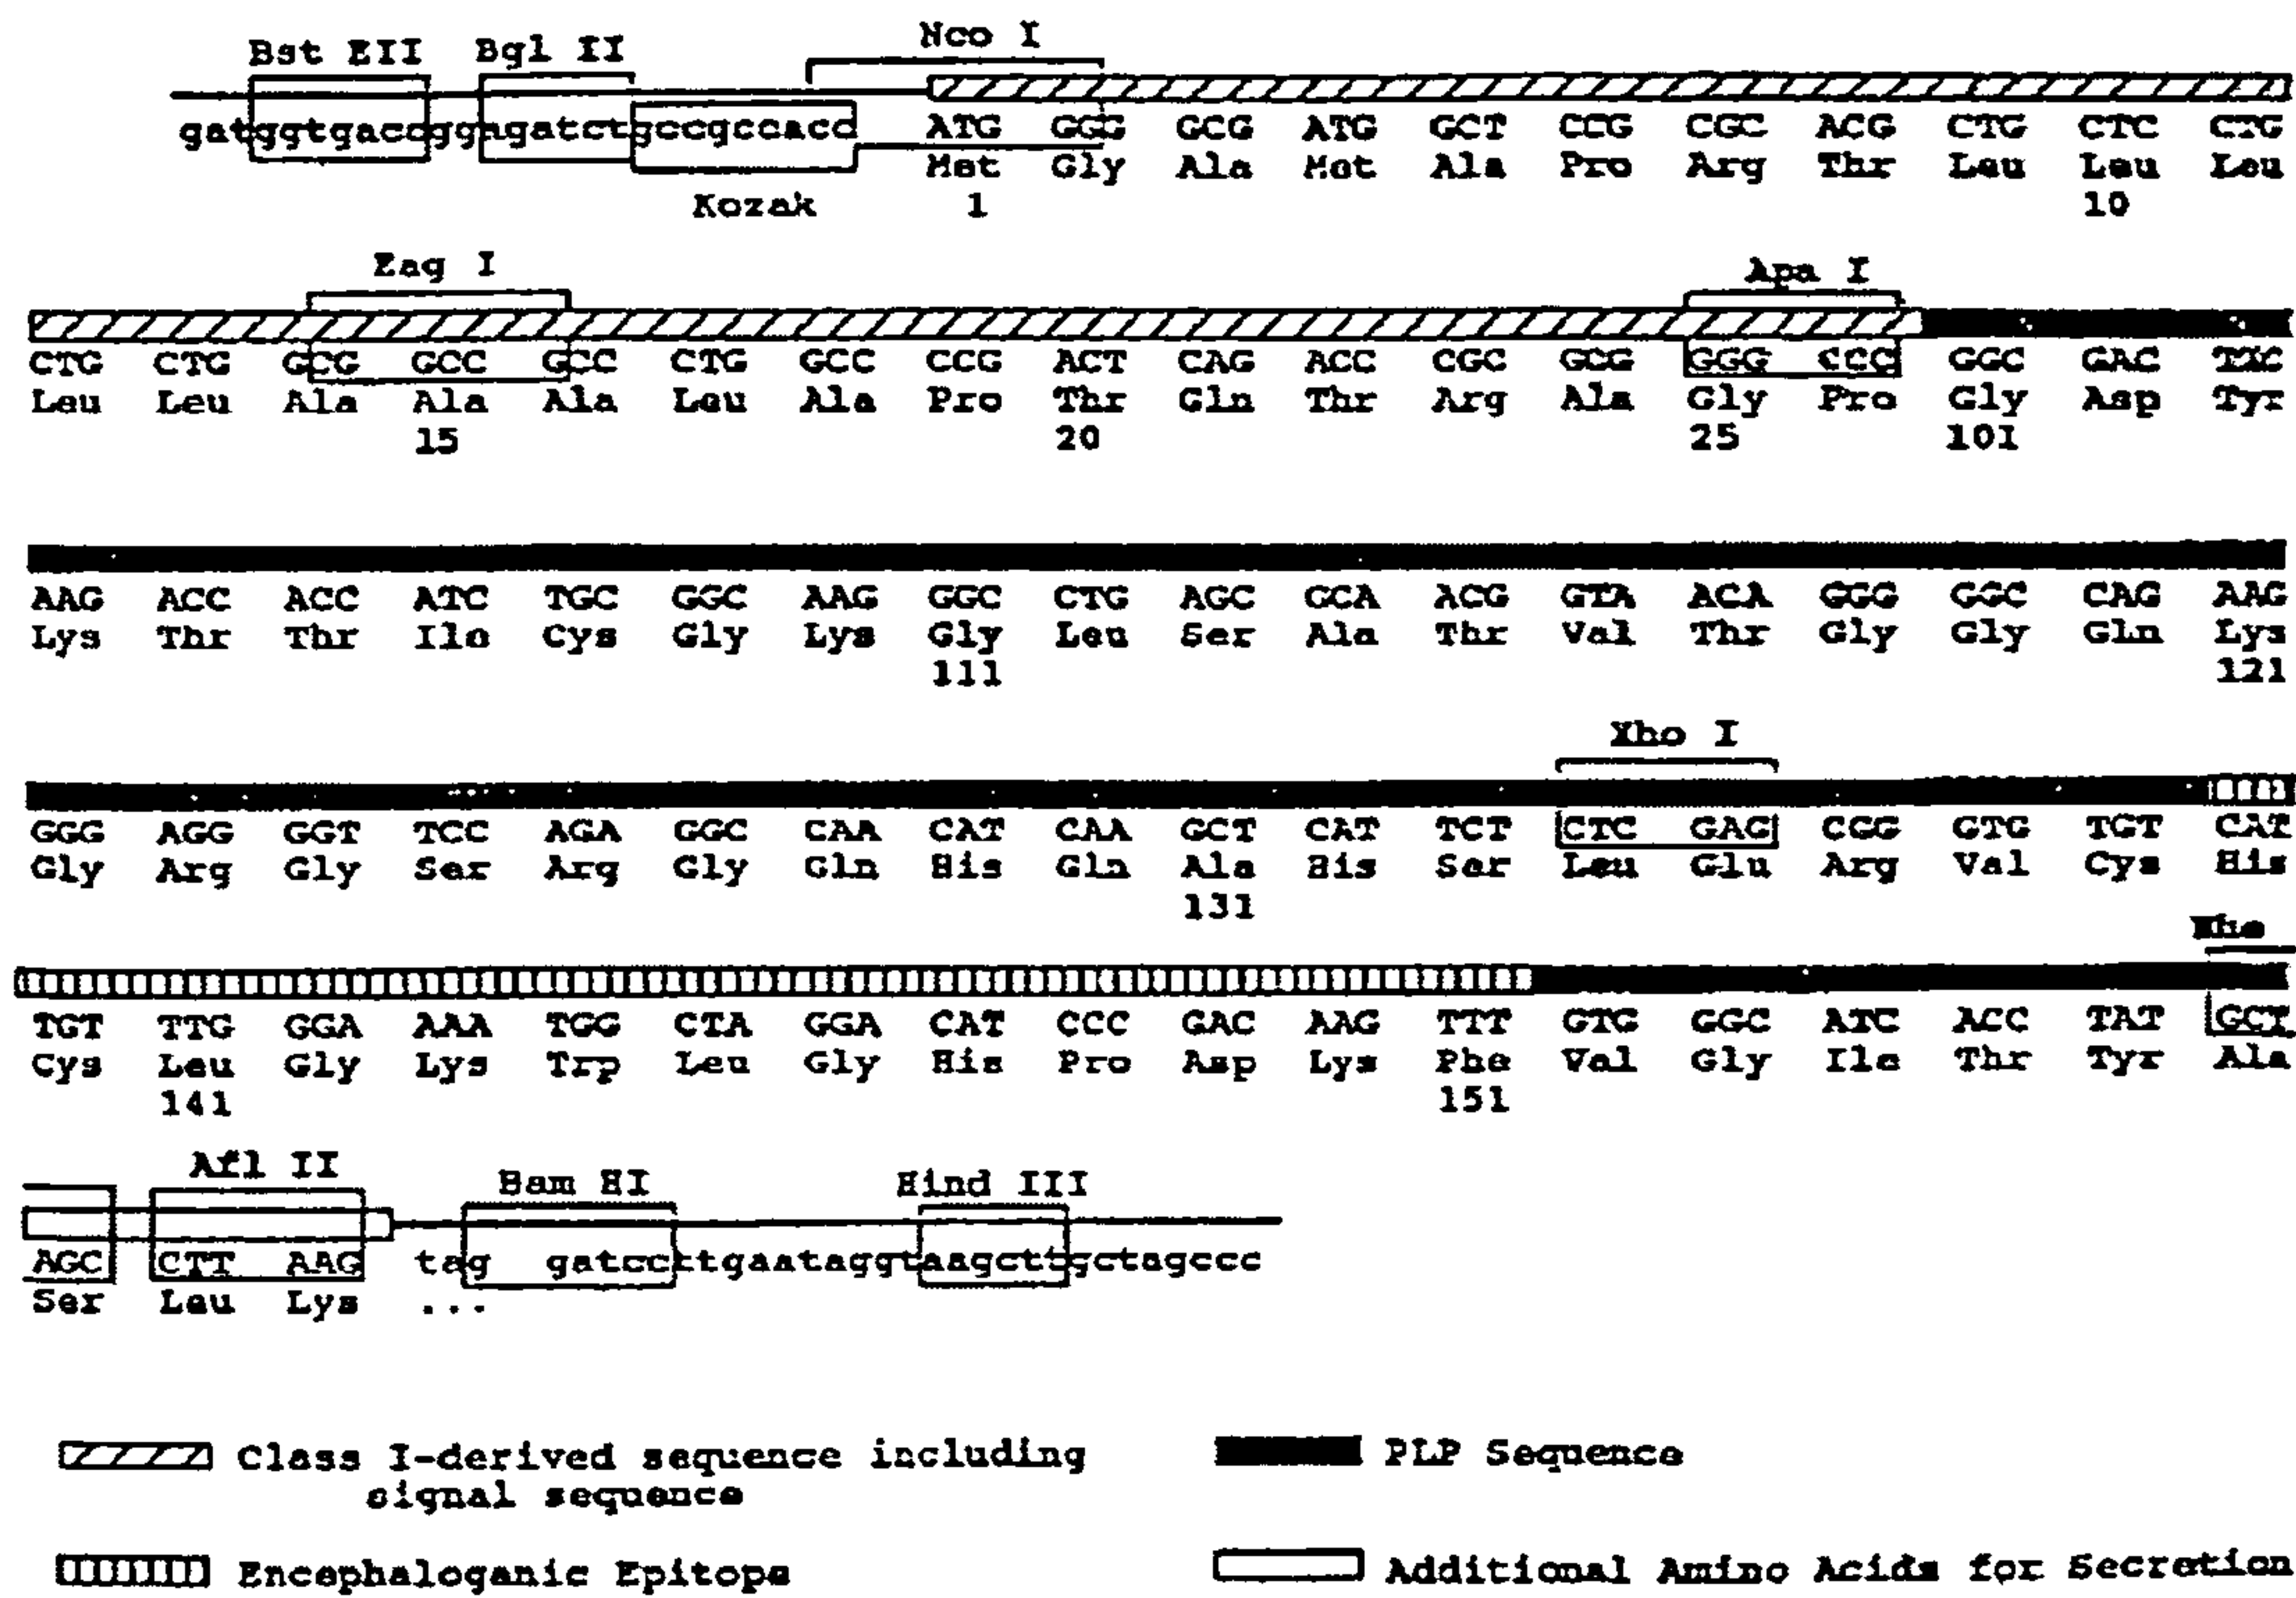 Bst EII Bgl II Nco I
gatggtgaccggagatctgccgccacc ATG GGG GCG ATG GCT CCG CGC ACG CTG CTC CTG
Met Gly Ala Met Ala Pro Arg Thr Leu Leu Leu
Kozak 1 10
Eag I Apa I
CTG CTG GCG GCC GCC CTG GCC CCG ACT CAG ACC CGC GCG GGG CCC GGC GAC TAC
Leu Leu Ala Ala Ala Leu Ala Pro Thr Gln Thr Arg Ala Gly Pro Gly Asp Tyr
15 20 25 101
AAG ACC ACC ATC TGC GGC AAG GGC CTG AGC GCA ACG GTA ACA GGG GGC CAG AAG
Lys Thr Thr Ile Cys Gly Lys Gly Leu Ser Ala Thr Val Thr Gly Gly Gln Lys
111 121
Xho I
GGG AGG GGT TCC AGA GGC CAA CAT CAA GCT CAT TCT CTC GAG CGG GTG TGT CAT
Gly Arg Gly Ser Arg Gly Gln His Gln Ala His Ser Leu Glu Arg Val Cys His
131
Nhe
TGT TTG GGA AAA TGG CTA GGA CAT CCC GAC AAG TTT GTG GGC ATC ACC TAT GCT
Cys Leu Gly Lys Trp Leu Gly His Pro Asp Lys Phe Val Gly Ile Thr Tyr Ala
141 151
Afl II Bam HI Hind III
AGC CTT AAG tag gatccttgaataggtaagcttgctagccc
Ser Leu Lys ...
Class I-derived sequence including
signal sequence
PLP Sequence
Encephalogenic Epitope
Additional Amino Acids for Secretion